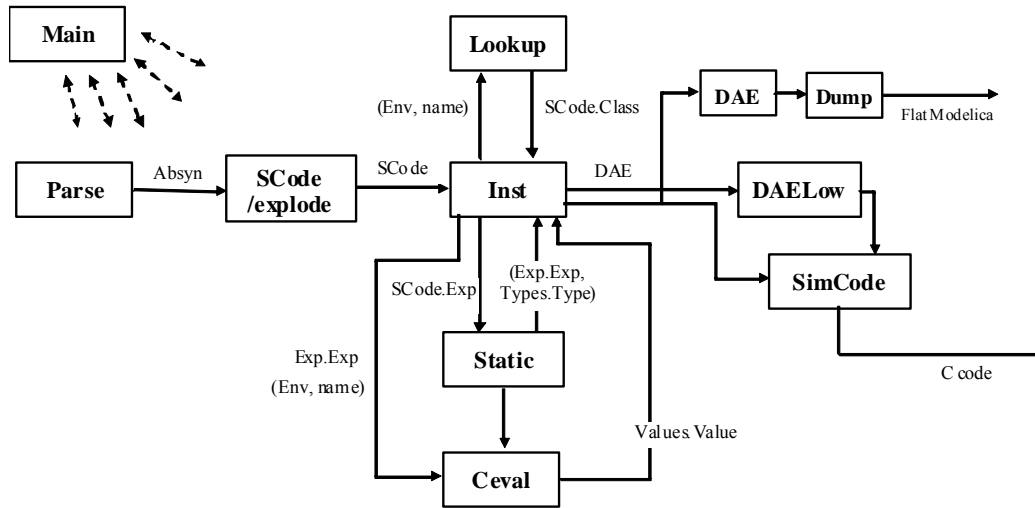 Main
Lookup
(Env, name)
SCode.Class
DAE
Dump
Flat Modelica
Parse
Absyn
SCode
/explode
SCode
Inst
DAE
DAELow
SCode.Exp
(Exp.Exp,
Types.Type)
SimCode
Static
Exp.Exp
(Env, name)
C code
Values.Value
Ceval